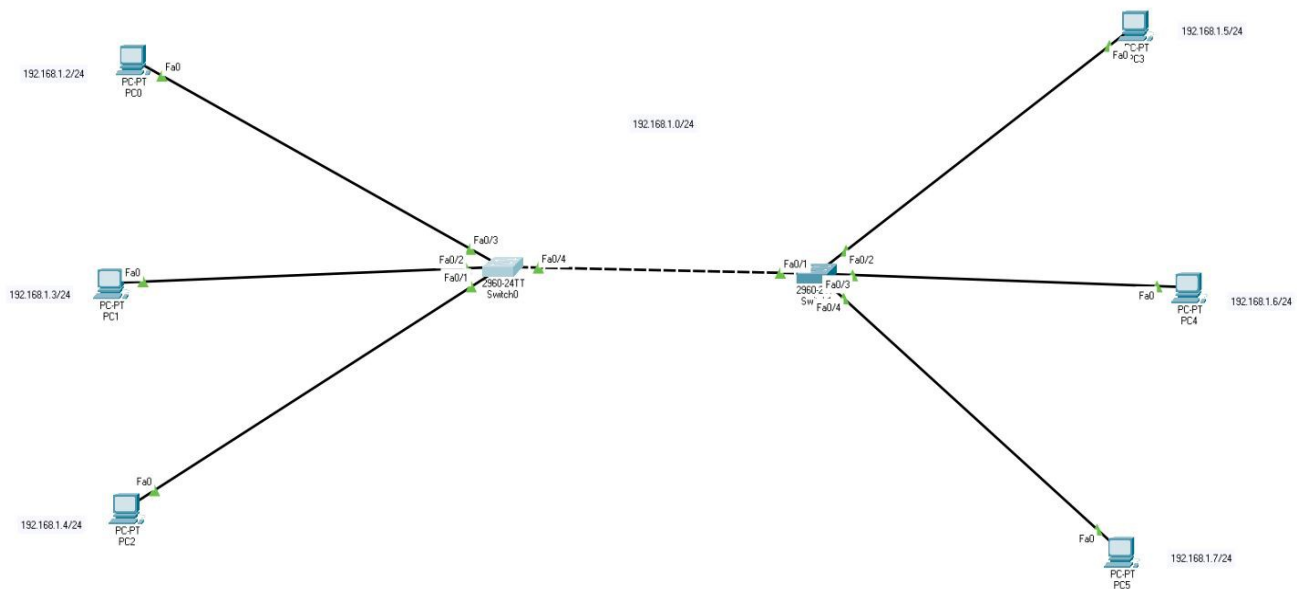 192.168.1.2/24
Fa0
PC-PT
PC0
192.168.1.0/24
Fa0
PC-PT
PC3
192.168.1.5/24
192.168.1.3/24
Fa0
PC-PT
PC1
Fa0/3
Fa0/2
Fa0/1
Fa0/4
2960-24TT
Switch0
Fa0/1
Fa0/2
Fa0/3
Fa0/4
Fa0
PC-PT
PC4
192.168.1.6/24
192.168.1.4/24
Fa0
PC-PT
PC2
Fa0
PC-PT
PC5
192.168.1.7/24